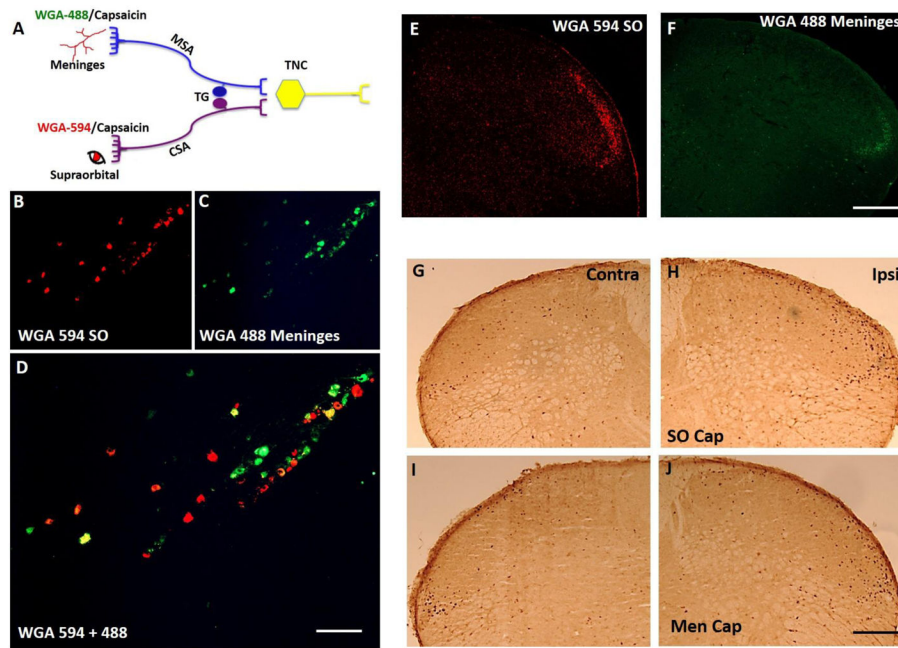 A
WGA-488/Capsaicin
Meninges
MSA
TG
TNC
WGA-594/Capsaicin
CSA
Supraorbital
B
WGA 594 SO
C
WGA 488 Meninges
D
WGA 594 + 488
E
WGA 594 SO
F
WGA 488 Meninges
G
Contra
H
Ipsi
SO Cap
I
J
Men Cap